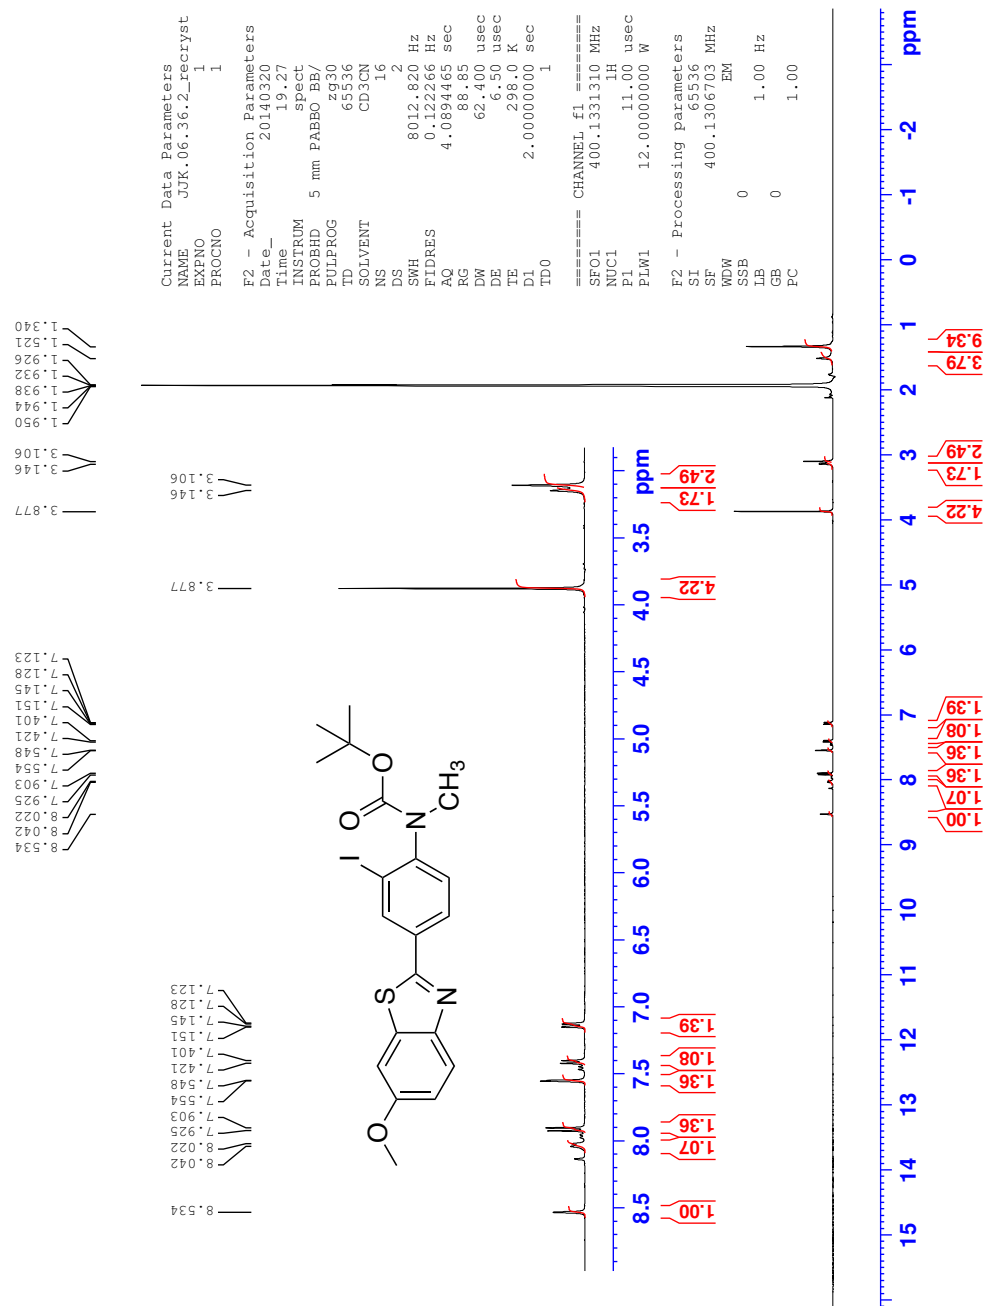 Current Data Parameters
NAME JJK.06.36.2_recryst
EXPNO 1
PROCNO 1
F2 - Acquisition Parameters
Date_ 20140320
Time 19.27
INSTRUM spect
PROBHD 5 mm PABBO BB/
PULPROG zg30
TD 65536
SOLVENT CD3CN
NS 16
DS 2
SWH 8012.820 Hz
FIDRES 0.122266 Hz
AQ 4.0894465 sec
RG 88.85
DW 62.400 usec
DE 6.50 usec
TE 298.0 K
D1 2.00000000 sec
TD0 1
======== CHANNEL f1 ========
SFO1 400.1331310 MHz
NUC1 1H
P1 11.00 usec
PLW1 12.00000000 W
F2 - Processing parameters
SI 65536
SF 400.1306703 MHz
WDW EM
SSB 0
LB 1.00 Hz
GB 0
PC 1.00
8.534
8.042
8.022
7.925
7.903
7.554
7.548
7.421
7.401
7.151
7.145
7.128
7.123
3.877
3.146
3.106
1.950
1.944
1.938
1.932
1.926
1.521
1.340
8.534
8.042
8.022
7.925
7.903
7.554
7.548
7.421
7.401
7.151
7.145
7.128
7.123
3.877
3.146
3.106
O
S
N
I
O
N
O
CH3
8.5 8.0 7.5 7.0 6.5 6.0 5.5 5.0 4.5 4.0 3.5 ppm
1.00
1.07
1.36
1.36
1.08
1.39
4.22
1.73
2.49
15 14 13 12 11 10 9 8 7 6 5 4 3 2 1 0 -1 -2 ppm
1.00
1.07
1.36
1.36
1.08
1.39
4.22
1.73
2.49
3.79
9.34